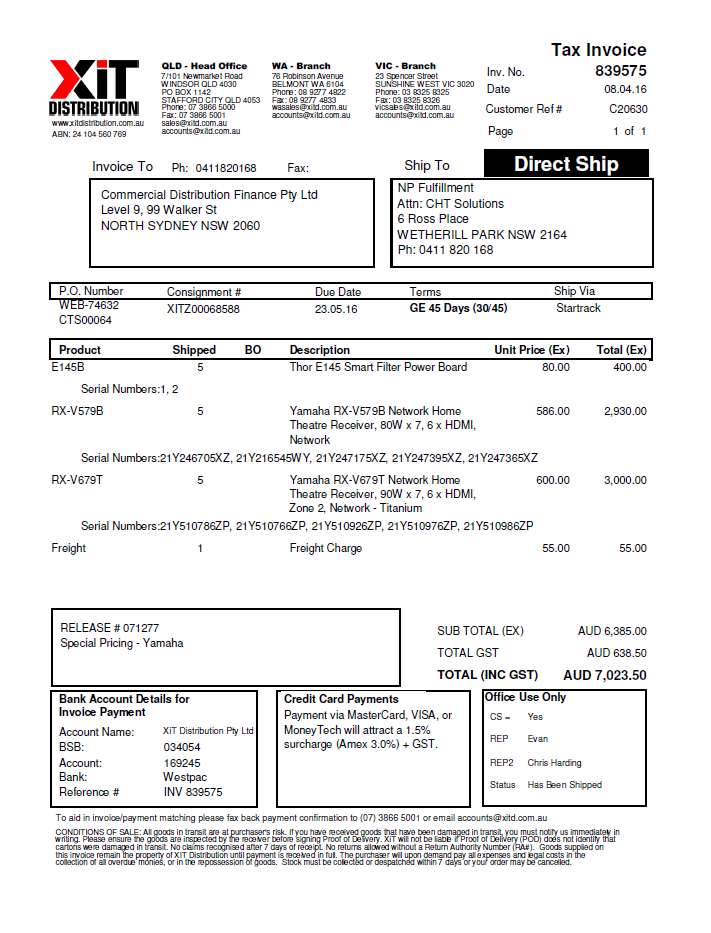 XiT
DISTRIBUTION
www.xitdistribution.com.au
ABN: 24 104 560 769
QLD - Head Office
7/101 Newmarket Road
WINDSOR QLD 4030
PO BOX 1142
STAFFORD CITY QLD 4053
Phone: 07 3866 5000
Fax: 07 3866 5001
sales@xitd.com.au
accounts@xitd.com.au
WA - Branch
76 Robinson Avenue
BELMONT WA 6104
Phone: 08 9277 4822
Fax: 08 9277 4833
wasales@xitd.com.au
accounts@xitd.com.au
VIC - Branch
23 Spencer Street
SUNSHINE WEST VIC 3020
Phone: 03 8325 8325
Fax: 03 8325 8326
vicsales@xitd.com.au
accounts@xitd.com.au
Tax Invoice
Inv. No. 839575
Date 08.04.16
Customer Ref # C20630
Page 1 of 1
Invoice To Ph: 0411820168 Fax:
Commercial Distribution Finance Pty Ltd
Level 9, 99 Walker St
NORTH SYDNEY NSW 2060
Ship To Direct Ship
NP Fulfillment
Attn: CHT Solutions
6 Ross Place
WETHERILL PARK NSW 2164
Ph: 0411 820 168
P.O. Number Consignment # Due Date Terms Ship Via
WEB-74632 XITZ00068588 23.05.16 GE 45 Days (30/45) Startrack
CTS00064
Product Shipped BO Description Unit Price (Ex) Total (Ex)
E145B 5 Thor E145 Smart Filter Power Board 80.00 400.00
Serial Numbers:1, 2
RX-V579B 5 Yamaha RX-V579B Network Home 586.00 2,930.00
Theatre Receiver, 80W x 7, 6 x HDMI,
Network
Serial Numbers:21Y246705XZ, 21Y216545WY, 21Y247175XZ, 21Y247395XZ, 21Y247365XZ
RX-V679T 5 Yamaha RX-V679T Network Home 600.00 3,000.00
Theatre Receiver, 90W x 7, 6 x HDMI,
Zone 2, Network - Titanium
Serial Numbers:21Y510786ZP, 21Y510766ZP, 21Y510926ZP, 21Y510976ZP, 21Y510986ZP
Freight 1 Freight Charge 55.00 55.00
RELEASE # 071277
Special Pricing - Yamaha
SUB TOTAL (EX) AUD 6,385.00
TOTAL GST AUD 638.50
TOTAL (INC GST) AUD 7,023.50
Bank Account Details for
Invoice Payment
Account Name: XiT Distribution Pty Ltd
BSB: 034054
Account: 169245
Bank: Westpac
Reference # INV 839575
Credit Card Payments
Payment via MasterCard, VISA, or
MoneyTech will attract a 1.5%
surcharge (Amex 3.0%) + GST.
Office Use Only
CS = Yes
REP Evan
REP2 Chris Harding
Status Has Been Shipped
To aid in invoice/payment matching please fax back payment confirmation to (07) 3866 5001 or email accounts@xitd.com.au
CONDITIONS OF SALE: All goods in transit are at purchaser's risk. If you have received goods that have been damaged in transit, you must notify us immediately in
writing. Please ensure the goods are inspected by the receiver before signing Proof of Delivery. XiT will not be liable if Proof of Delivery (POD) does not identify that
cartons were damaged in transit. No claims recognised after 7 days of receipt. No returns allowed without a Return Authority Number (RA#). Goods supplied on
this invoice remain the property of XIT Distribution until payment is received in full. The purchaser will upon demand pay all expenses and legal costs in the
collection of all overdue monies, or in the repossession of goods. Stock must be collected or despatched within 7 days or your order may be cancelled.